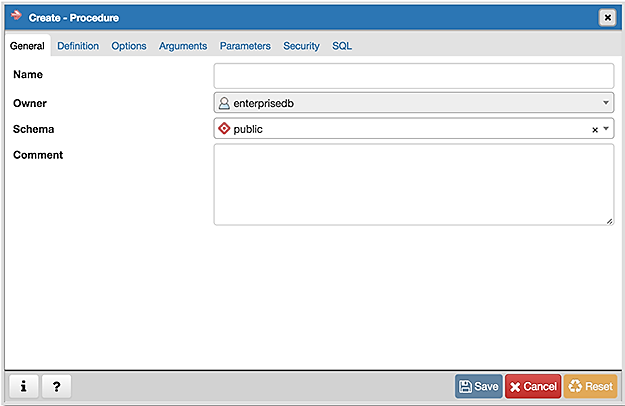 Create - Procedure
General Definition Options Arguments Parameters Security SQL
Name
Owner enterprisedb
Schema public
Comment
i ? Save Cancel Reset